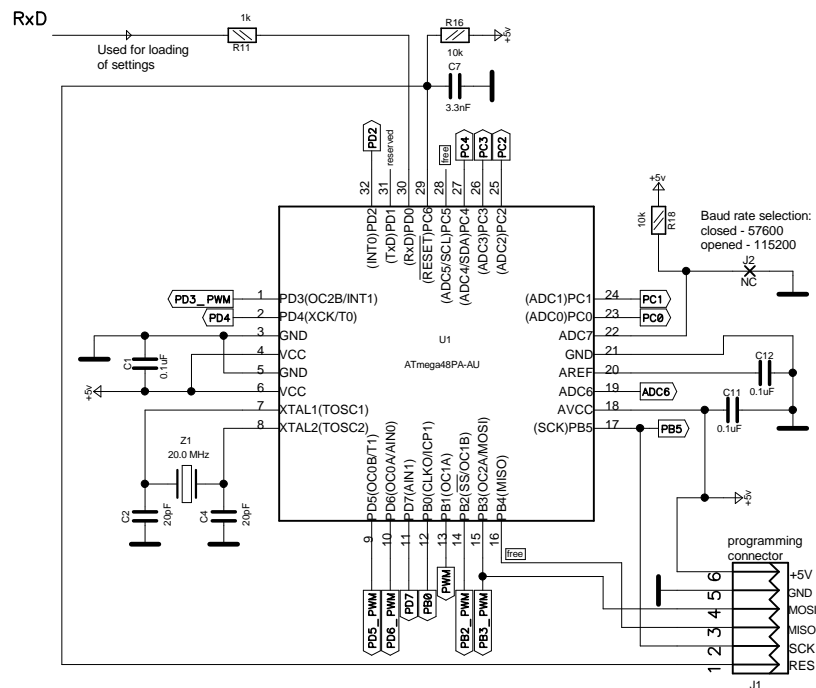 RxD
1k
R11
Used for loading
of settings
R16
10k
+5v
C7
3.3nF
PD2
reserved
free
PC4
PC3
PC2
32
31
30
29
28
27
26
25
(INT0)PD2
(TxD)PD1
(RxD)PD0
(RESET)PC6
(ADC5/SCL)PC5
(ADC4/SDA)PC4
(ADC3)PC3
(ADC2)PC2
+5v
10k
R18
Baud rate selection:
closed - 57600
opened - 115200
J2
NC
PD3_PWM
1
PD3(OC2B/INT1)
PD4
2
PD4(XCK/T0)
3
GND
4
VCC
5
GND
6
VCC
7
XTAL1(TOSC1)
8
XTAL2(TOSC2)
C1
0.1uF
+5v
U1
ATmega48PA-AU
(ADC1)PC1
24
PC1
(ADC0)PC0
23
PC0
ADC7
22
GND
21
AREF
20
ADC6
19
ADC6
AVCC
18
(SCK)PB5
17
PB5
C12
0.1uF
C11
0.1uF
+5v
Z1
20.0 MHz
C2
20pF
C4
20pF
PD5(OC0B/T1)
PD6(OC0A/AIN0)
PD7(AIN1)
PB0(CLKO/ICP1)
PB1(OC1A)
PB2(SS/OC1B)
PB3(OC2A/MOSI)
PB4(MISO)
9
10
11
12
13
14
15
16
free
PD5_PWM
PD6_PWM
PD7
PB0
PWM
PB2_PWM
PB3_PWM
programming
connector
6
+5V
5
GND
4
MOSI
3
MISO
2
SCK
1
RES
J1